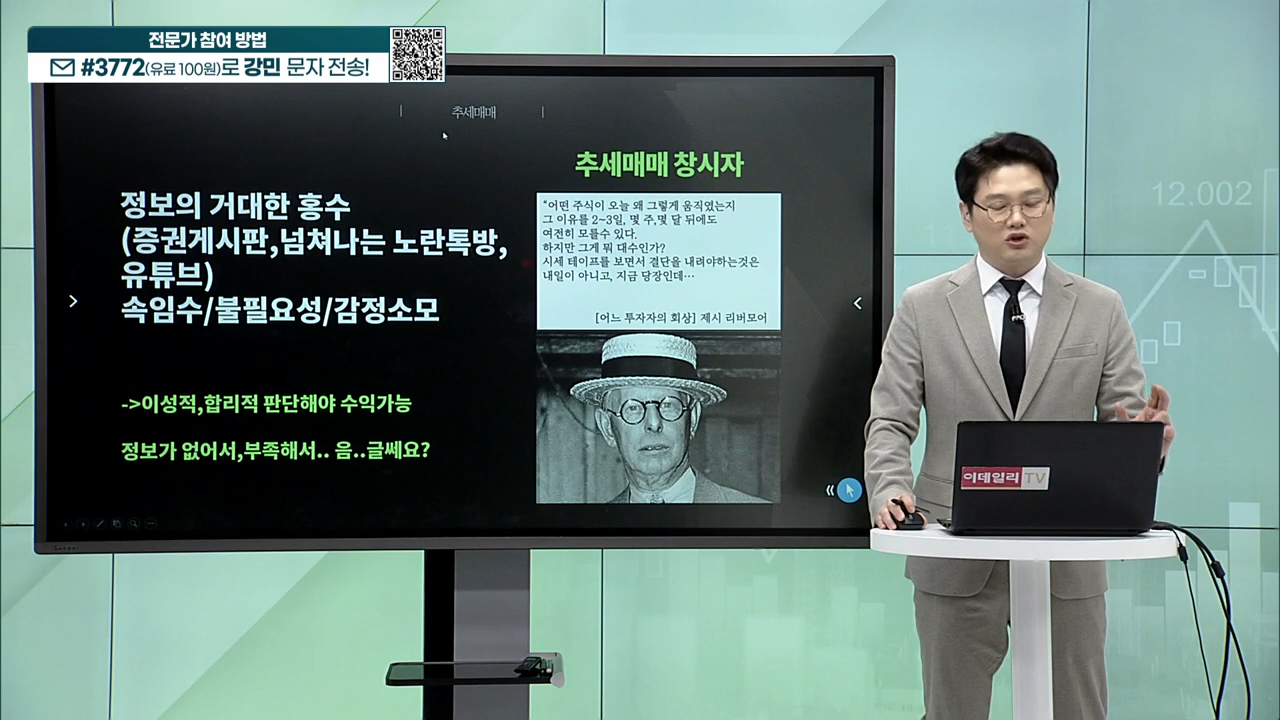 전문가 참여 방법
#3772(유료 100원)로 강민 문자 전송!
추세매매
추세매매 창시자
정보의 거대한 홍수
(증권게시판,넘쳐나는 노란톡방,
유튜브)
속임수/불필요성/감정소모
->이성적,합리적 판단해야 수익가능
정보가 없어서,부족해서.. 음..글쎄요?
"어떤 주식이 오늘 왜 그렇게 움직였는지
그 이유를 2~3일, 몇 주,몇 달 뒤에도
여전히 모를수 있다.
하지만 그게 뭐 대수인가?
시세 테이프를 보면서 결단을 내려야하는것은
내일이 아니고, 지금 당장인데…
[어느 투자자의 회상] 제시 리버모어
12.002
이데일리 TV